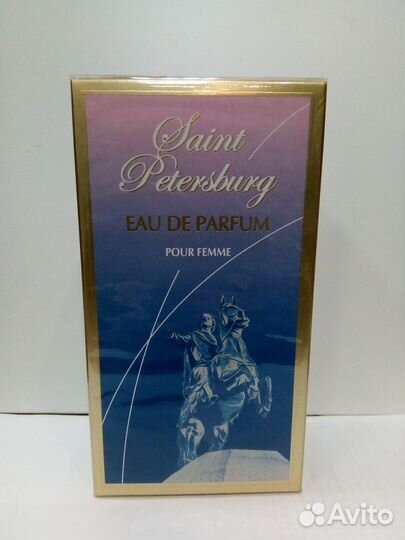 Saint
Petersburg
EAU DE PARFUM
POUR FEMME
Avito